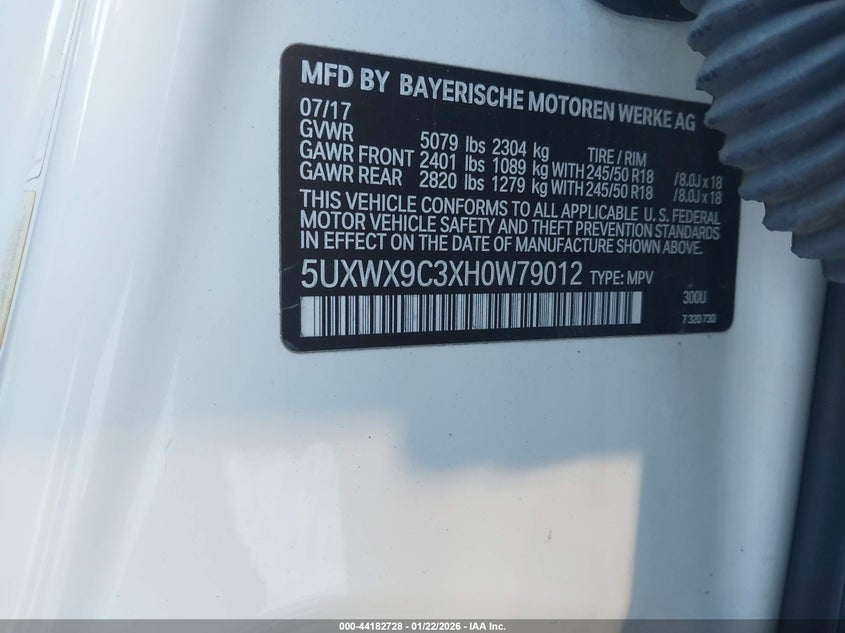 MFD BY BAYERISCHE MOTOREN WERKE AG
07/17
GVWR 5079 lbs 2304 kg TIRE / RIM
GAWR FRONT 2401 lbs 1089 kg WITH 245/50 R18 /8.0J x 18
GAWR REAR 2820 lbs 1279 kg WITH 245/50 R18 /8.0J x 18
THIS VEHICLE CONFORMS TO ALL APPLICABLE U.S. FEDERAL
MOTOR VEHICLE SAFETY AND THEFT PREVENTION STANDARDS
IN EFFECT ON THE DATE OF MANUFACTURE SHOWN ABOVE.
5UXWX9C3XH0W79012 TYPE: MPV
300U
7 320 730
000-44182728 - 01/22/2026 - IAA Inc.